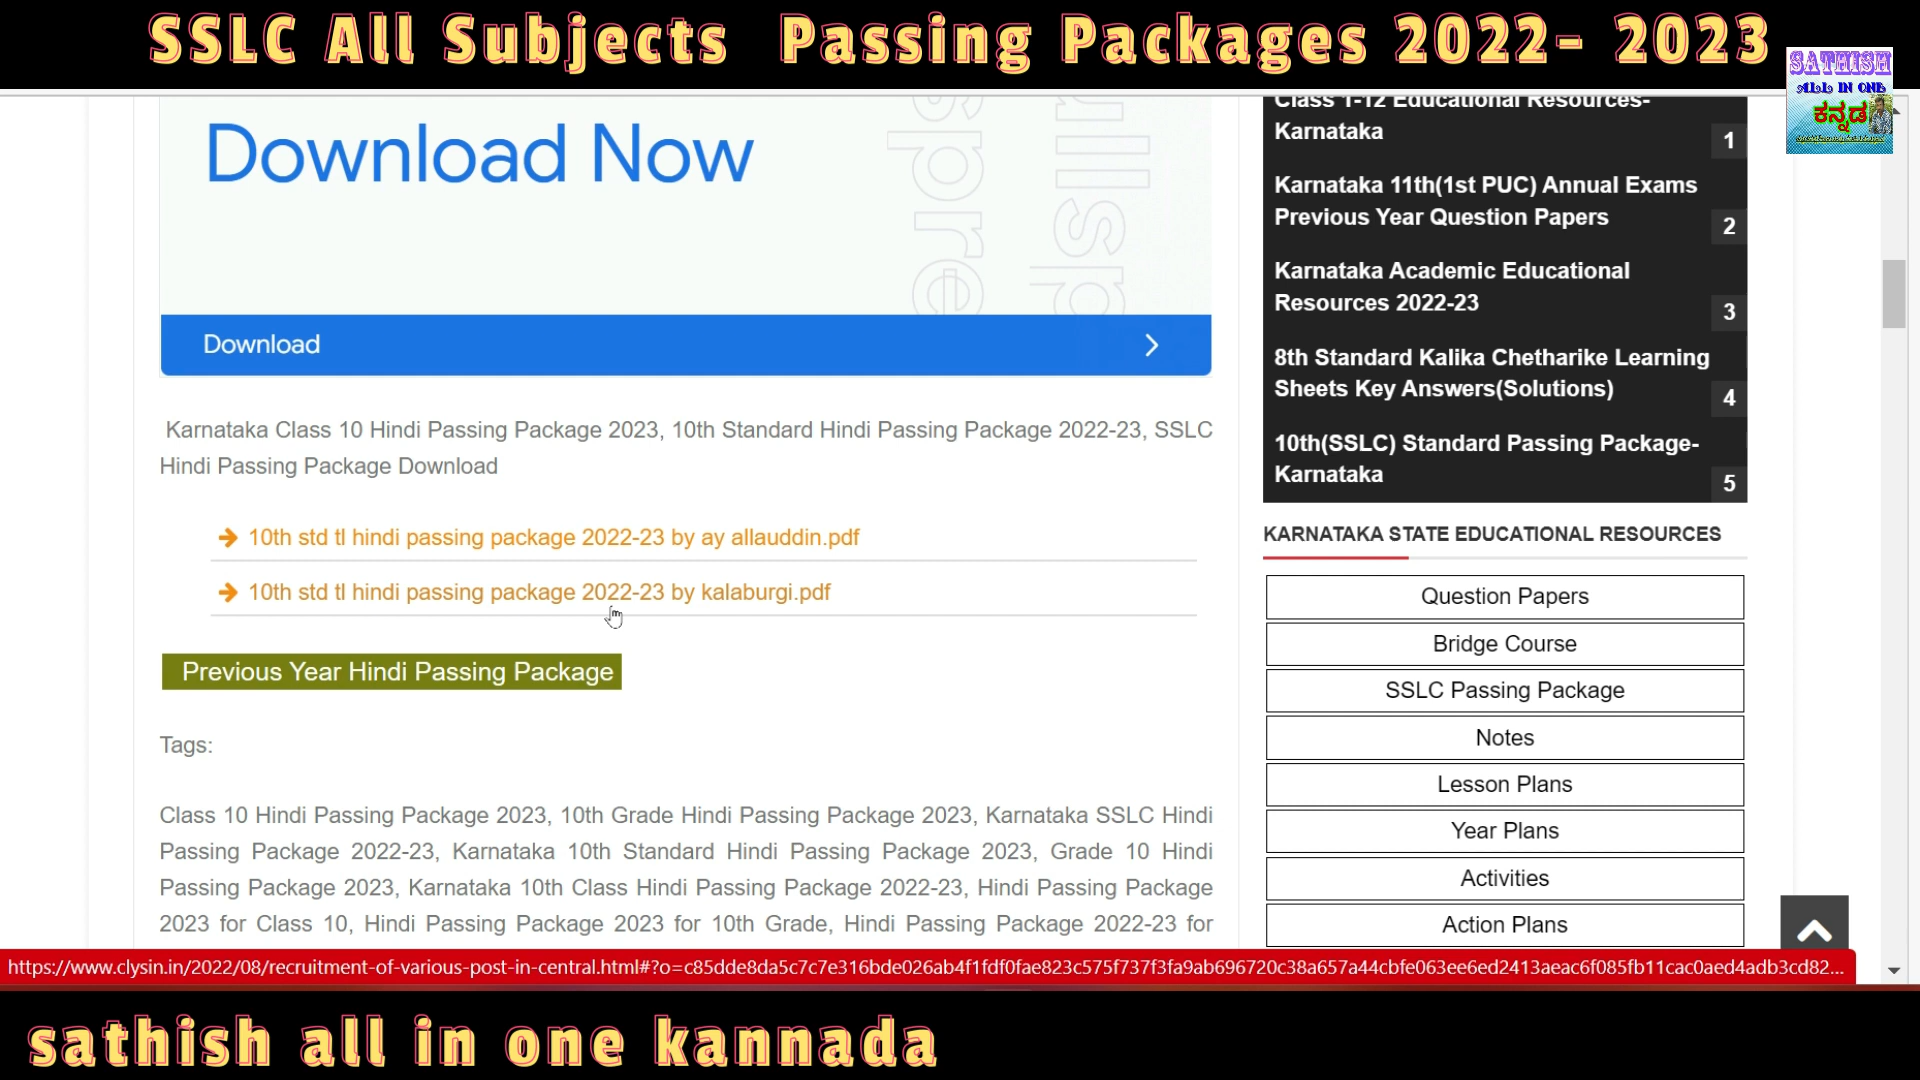 SSLC All Subjects Passing Packages 2022- 2023
SATHISH
ALL IN ONE
ಕನ್ನಡ
Download Now
Download
Karnataka Class 10 Hindi Passing Package 2023, 10th Standard Hindi Passing Package 2022-23, SSLC
Hindi Passing Package Download
10th std tl hindi passing package 2022-23 by ay allauddin.pdf
10th std tl hindi passing package 2022-23 by kalaburgi.pdf
Previous Year Hindi Passing Package
Tags:
Class 10 Hindi Passing Package 2023, 10th Grade Hindi Passing Package 2023, Karnataka SSLC Hindi
Passing Package 2022-23, Karnataka 10th Standard Hindi Passing Package 2023, Grade 10 Hindi
Passing Package 2023, Karnataka 10th Class Hindi Passing Package 2022-23, Hindi Passing Package
2023 for Class 10, Hindi Passing Package 2023 for 10th Grade, Hindi Passing Package 2022-23 for
Class 1-12 Educational Resources-
Karnataka
1
Karnataka 11th(1st PUC) Annual Exams
Previous Year Question Papers
2
Karnataka Academic Educational
Resources 2022-23
3
8th Standard Kalika Chetharike Learning
Sheets Key Answers(Solutions)
4
10th(SSLC) Standard Passing Package-
Karnataka
5
KARNATAKA STATE EDUCATIONAL RESOURCES
Question Papers
Bridge Course
SSLC Passing Package
Notes
Lesson Plans
Year Plans
Activities
Action Plans
https://www.clysin.in/2022/08/recruitment-of-various-post-in-central.html#?o=c85dde8da5c7c7e316bde026ab4f1fdf0fae823c575f737f3fa9ab696720c38a657a44cbfe063ee6ed2413aeac6f085fb11cac0aed4adb3cd82...
sathish all in one kannada